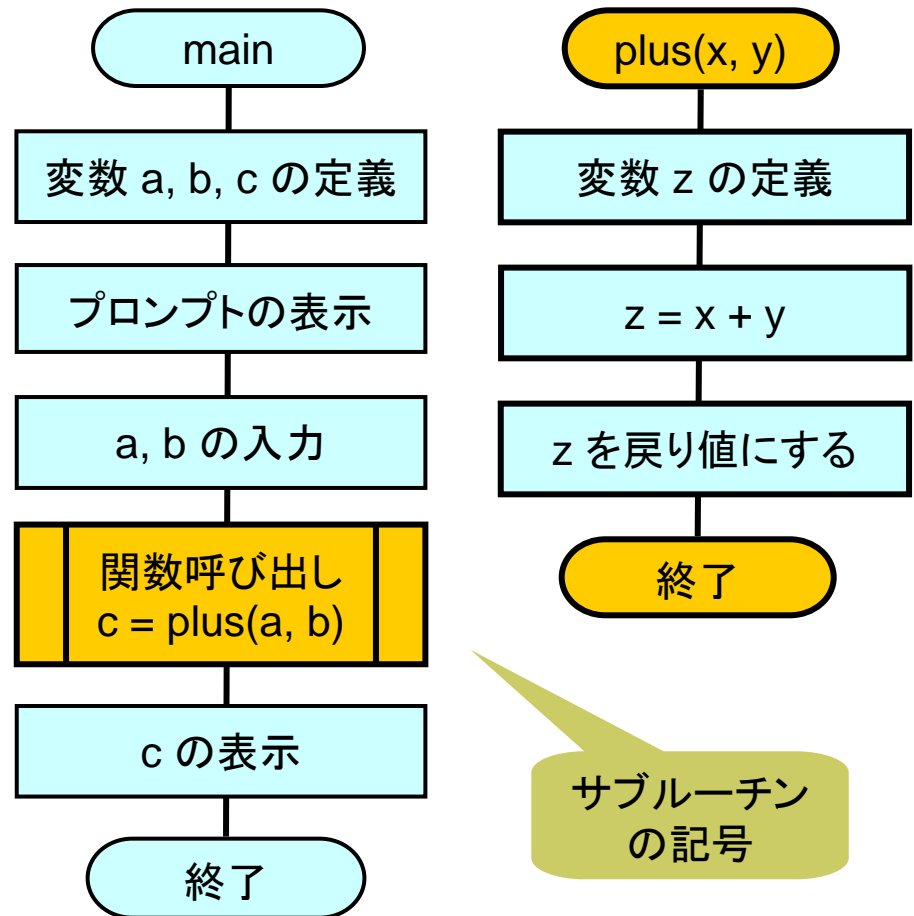 main
変数 a, b, c の定義
プロンプトの表示
a, b の入力
関数呼び出し
c = plus(a, b)
c の表示
終了
plus(x, y)
変数 z の定義
z = x + y
z を戻り値にする
終了
サブルーチン
の記号